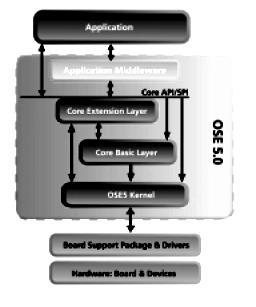 Application
Application Middleware
Core API/SPI
Core Extension Layer
Core Basic Layer
OSE5 Kernel
OSE 5.0
Board Support Package & Drivers
Hardware: Board & Devices